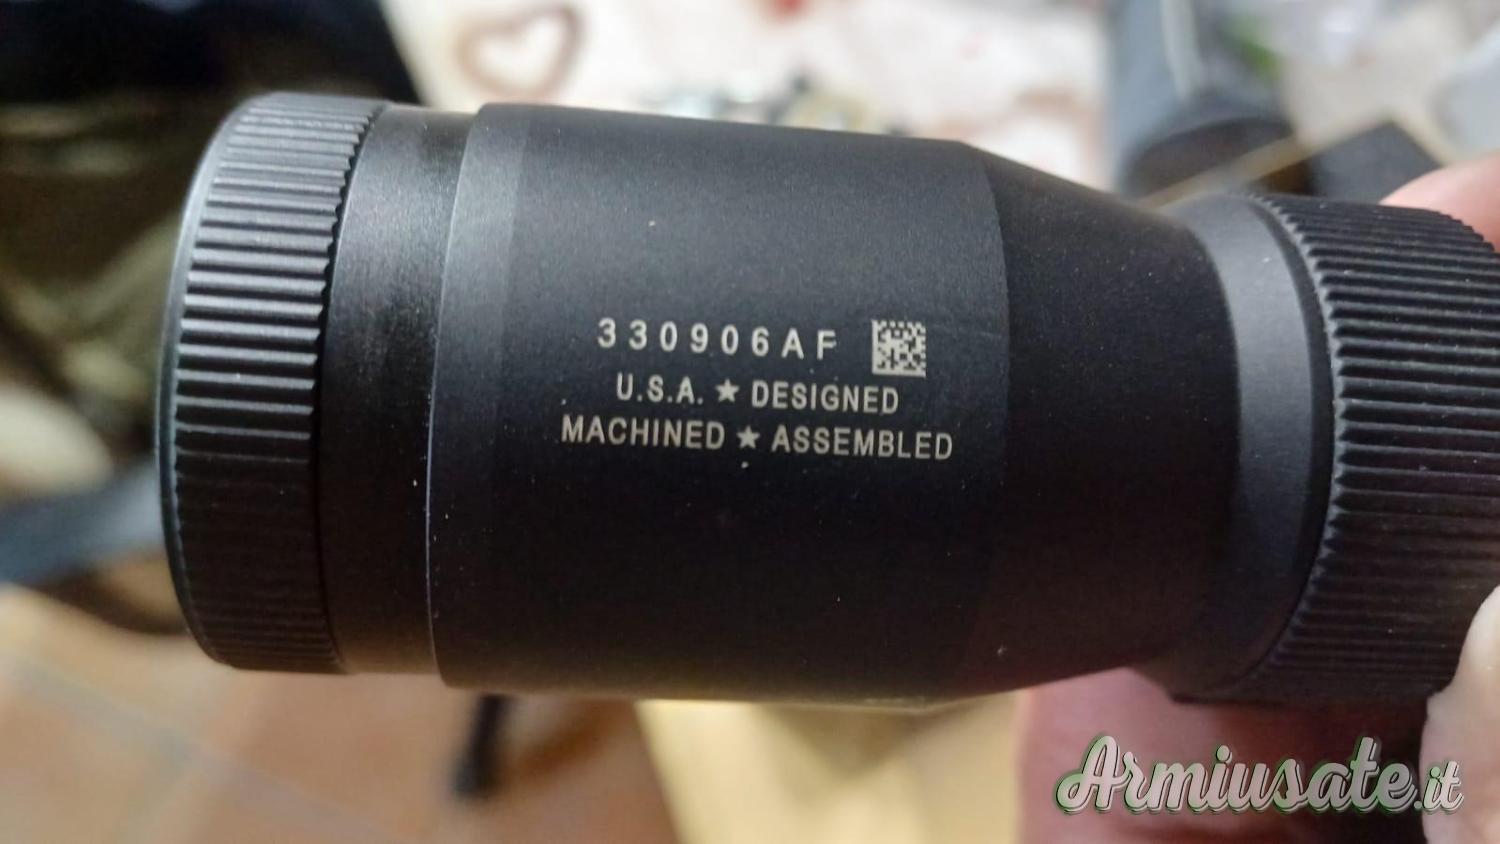 330906AF
U.S.A. ★ DESIGNED
MACHINED ★ ASSEMBLED
Armiusate.it